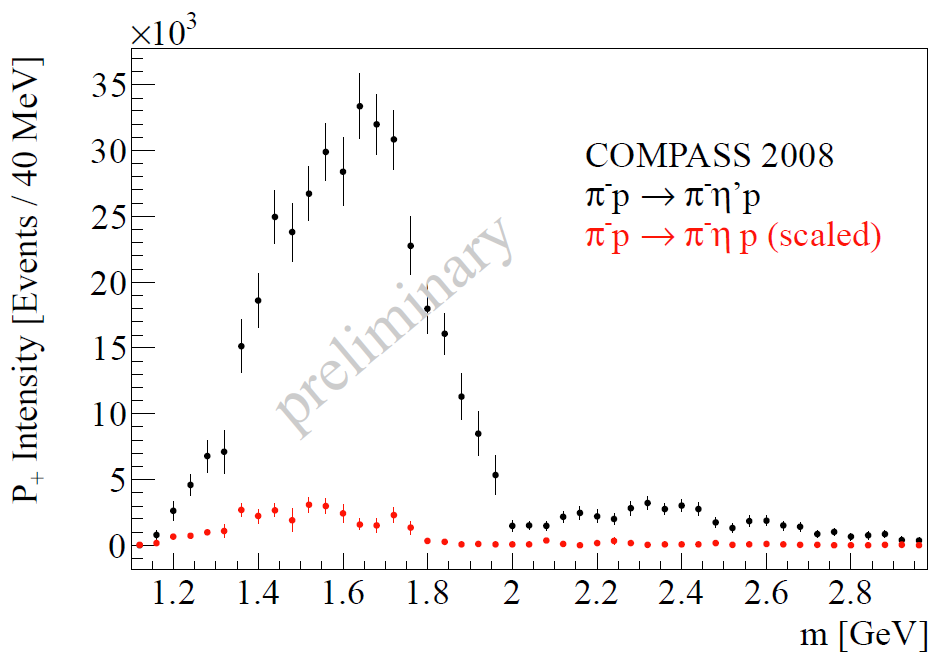 ×10³
P₊ Intensity [Events / 40 MeV]
35
30
25
20
15
10
5
0
COMPASS 2008
π⁻p → π⁻η’p
π⁻p → π⁻η p (scaled)
preliminary
1.2 1.4 1.6 1.8 2 2.2 2.4 2.6 2.8
m [GeV]